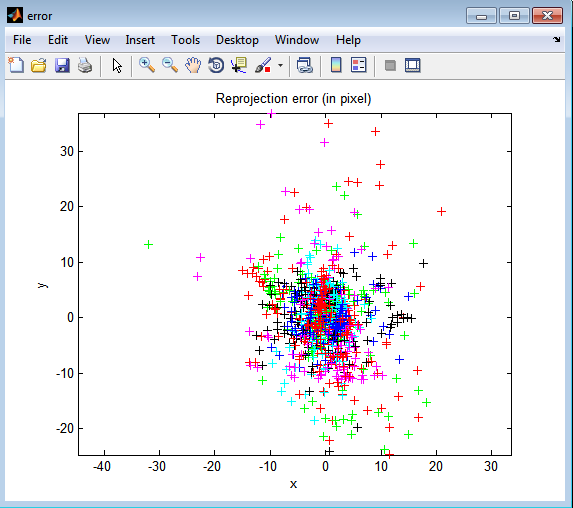 error
File Edit View Insert Tools Desktop Window Help
Reprojection error (in pixel)
30
20
10
0
-10
-20
y
-40 -30 -20 -10 0 10 20 30
x